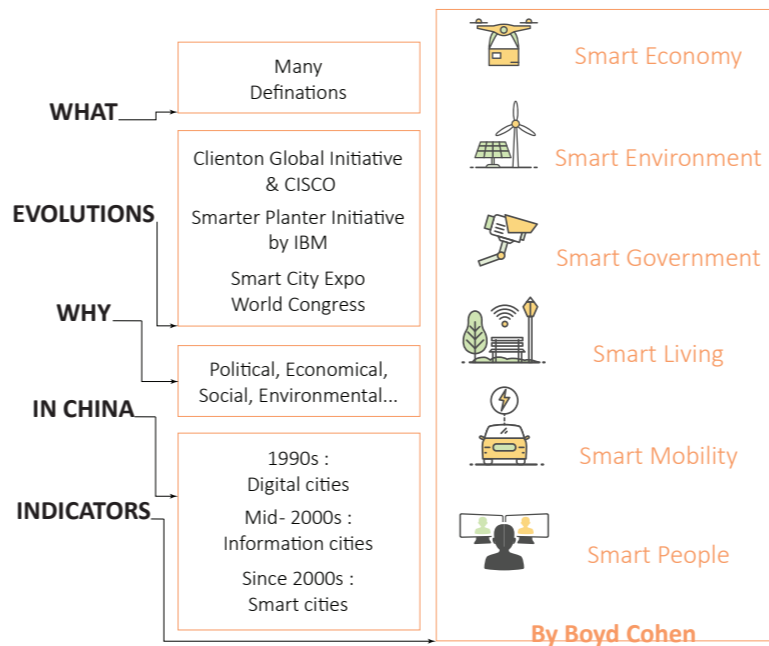 WHAT
Many
Definations
EVOLUTIONS
Clienton Global Initiative
& CISCO
Smarter Planter Initiative
by IBM
Smart City Expo
World Congress
WHY
Political, Economical,
Social, Environmental...
IN CHINA
1990s :
Digital cities
Mid- 2000s :
Information cities
Since 2000s :
Smart cities
INDICATORS
Smart Economy
Smart Environment
Smart Government
Smart Living
Smart Mobility
Smart People
By Boyd Cohen